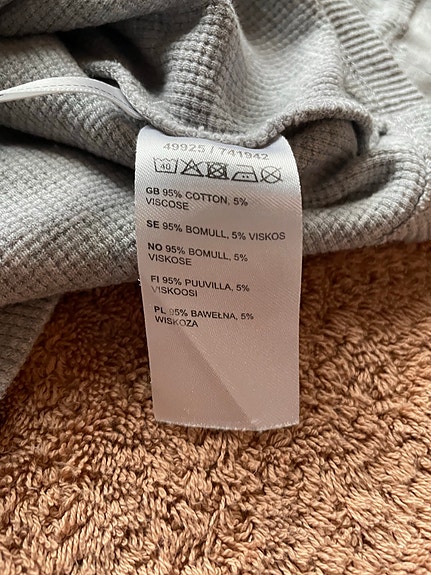 49925 / 741942
40
GB 95% COTTON, 5%
VISCOSE
SE 95% BOMULL, 5% VISKOS
NO 95% BOMULL, 5%
VISKOSE
FI 95% PUUVILLA, 5%
VISKOOSI
PL 95% BAWEŁNA, 5%
WISKOZA